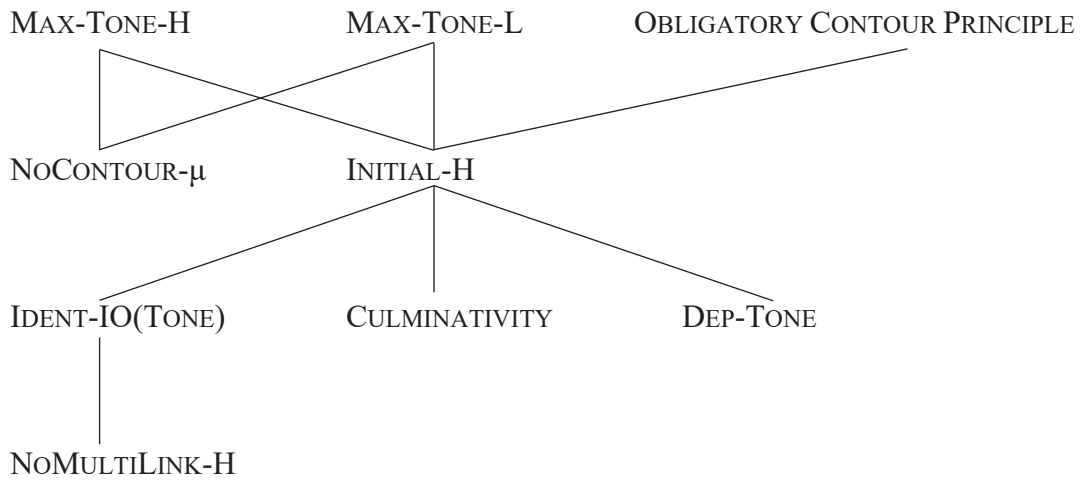 MAX-TONE-H MAX-TONE-L OBLIGATORY CONTOUR PRINCIPLE
NOCONTOUR-μ INITIAL-H
IDENT-IO(TONE) CULMINATIVITY DEP-TONE
NOMULTILINK-H